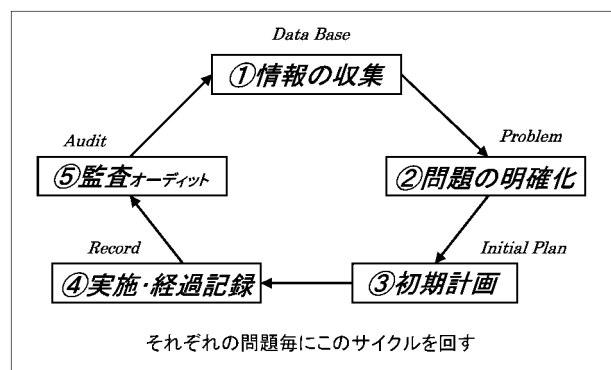 Data Base
①情報の収集
Audit
Problem
⑤監査オーディット
②問題の明確化
Record
Initial Plan
④実施・経過記録
③初期計画
それぞれの問題毎にこのサイクルを回す